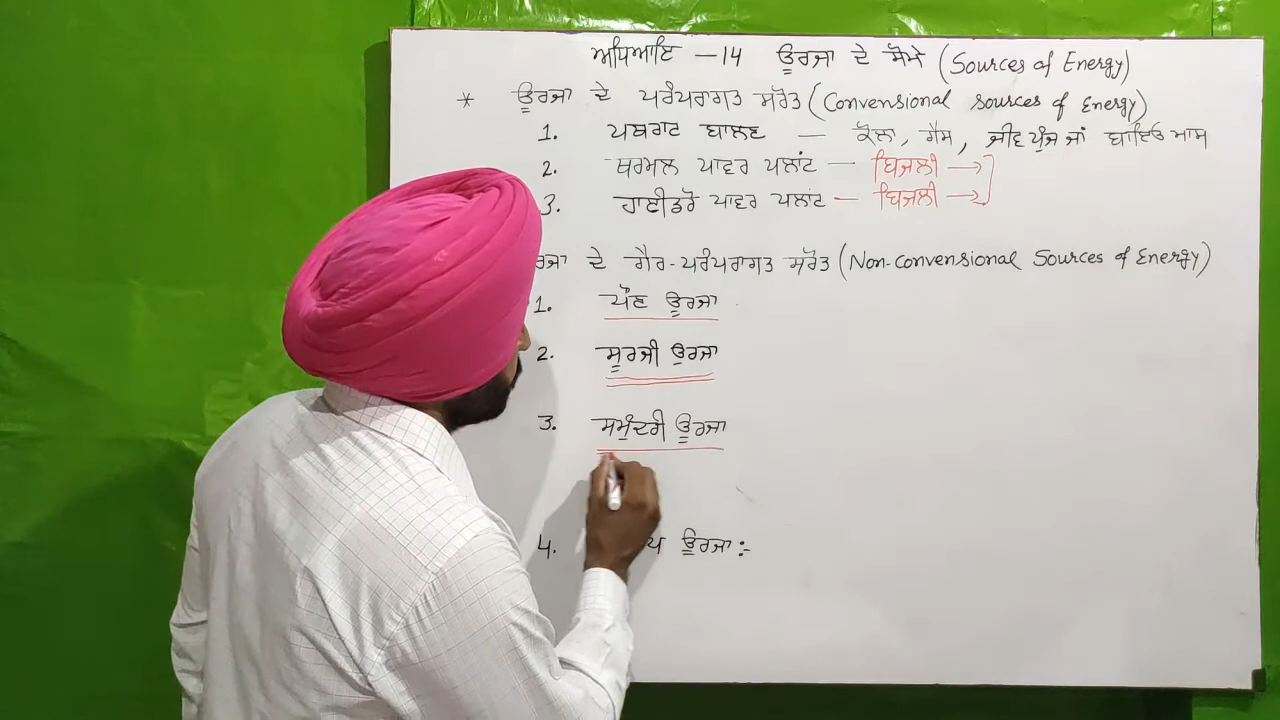 ਅਧਿਆਇ - 14 ਊਰਜਾ ਦੇ ਸੋਮੇ (Sources of Energy)
* ਊਰਜਾ ਦੇ ਪਰੰਪਰਾਗਤ ਸਰੋਤ (Convensional sources of Energy)
1. ਪਥਰਾਟ ਬਾਲਣ — ਕੋਲਾ, ਗੈਸ, ਜੀਵ ਪੁੰਜ ਜਾਂ ਬਾਇਓ ਮਾਸ
2. ਥਰਮਲ ਪਾਵਰ ਪਲਾਂਟ — ਬਿਜਲੀ →
3. ਹਾਈਡਰੋ ਪਾਵਰ ਪਲਾਂਟ — ਬਿਜਲੀ →
ਦੇ ਗੈਰ-ਪਰੰਪਰਾਗਤ ਸਰੋਤ (Non-convensional Sources of Energy)
1. ਪੌਣ ਊਰਜਾ
2. ਸੂਰਜੀ ਊਰਜਾ
3. ਸਮੁੰਦਰੀ ਊਰਜਾ
4. ਊਰਜਾ :-